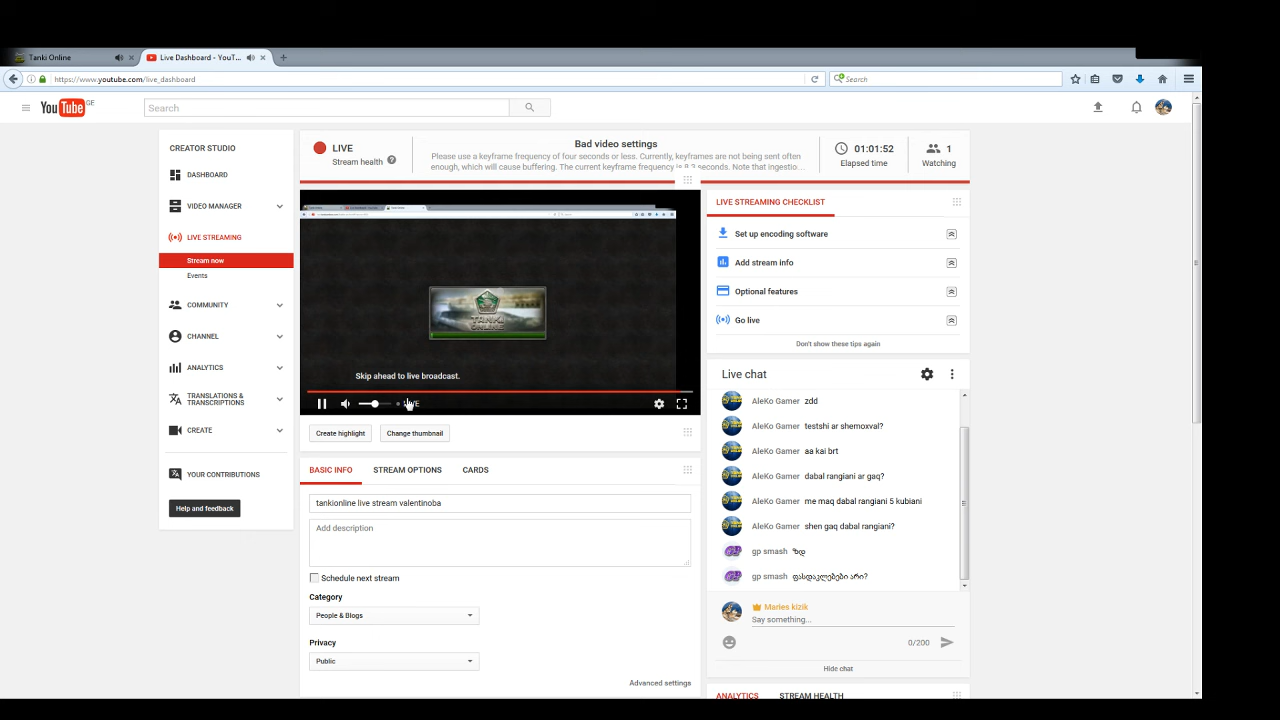 Tanki Online
Live Dashboard - YouT...
https://www.youtube.com/live_dashboard
Search
YouTube GE
Search
CREATOR STUDIO
DASHBOARD
VIDEO MANAGER
LIVE STREAMING
Stream now
Events
COMMUNITY
CHANNEL
ANALYTICS
TRANSLATIONS &
TRANSCRIPTIONS
CREATE
YOUR CONTRIBUTIONS
Help and feedback
LIVE
Stream health
Bad video settings
Please use a keyframe frequency of four seconds or less. Currently, keyframes are not being sent often
enough, which will cause buffering. The current keyframe frequency is 8.3 seconds. Note that ingestio...
01:01:52
Elapsed time
1
Watching
TANKI
ONLINE
Skip ahead to live broadcast.
LIVE
Create highlight
Change thumbnail
BASIC INFO
STREAM OPTIONS
CARDS
tankionline live stream valentinoba
Add description
Schedule next stream
Category
People & Blogs
Privacy
Public
Advanced settings
LIVE STREAMING CHECKLIST
Set up encoding software
Add stream info
Optional features
Go live
Don't show these tips again
Live chat
AleKo Gamer zdd
AleKo Gamer testshi ar shemoxval?
AleKo Gamer aa kai brt
AleKo Gamer dabal rangiani ar gaq?
AleKo Gamer me maq dabal rangiani 5 kubiani
AleKo Gamer shen gaq dabal rangiani?
gp smash ზდ
gp smash ფასდაკლებები არი?
Maries kizik
Say something...
0/200
Hide chat
ANALYTICS
STREAM HEALTH